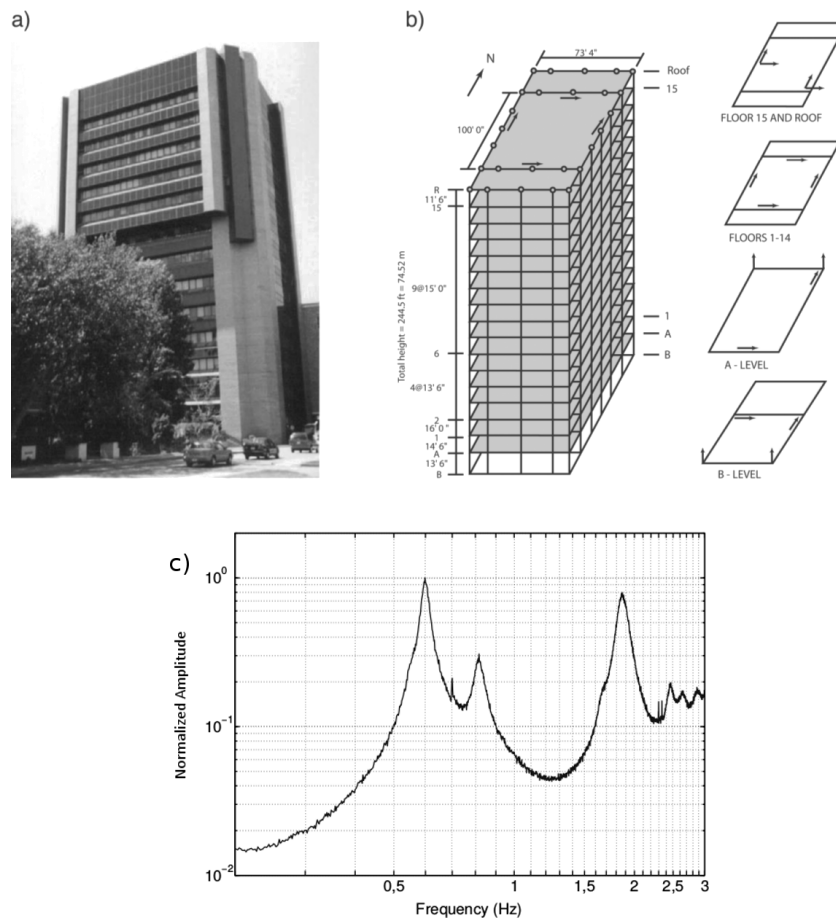 a)
b)
N
73' 4"
100' 0"
Roof
15
R
11' 6"
15
Total height = 244.5 ft = 74.52 m
9@15' 0"
6
4@13' 6"
2
16' 0"
1
14' 6"
A
13' 6"
B
1
A
B
FLOOR 15 AND ROOF
FLOORS 1-14
A - LEVEL
B - LEVEL
c)
Normalized Amplitude
10⁰
10⁻¹
10⁻²
0,5 1 1,5 2 2,5 3
Frequency (Hz)